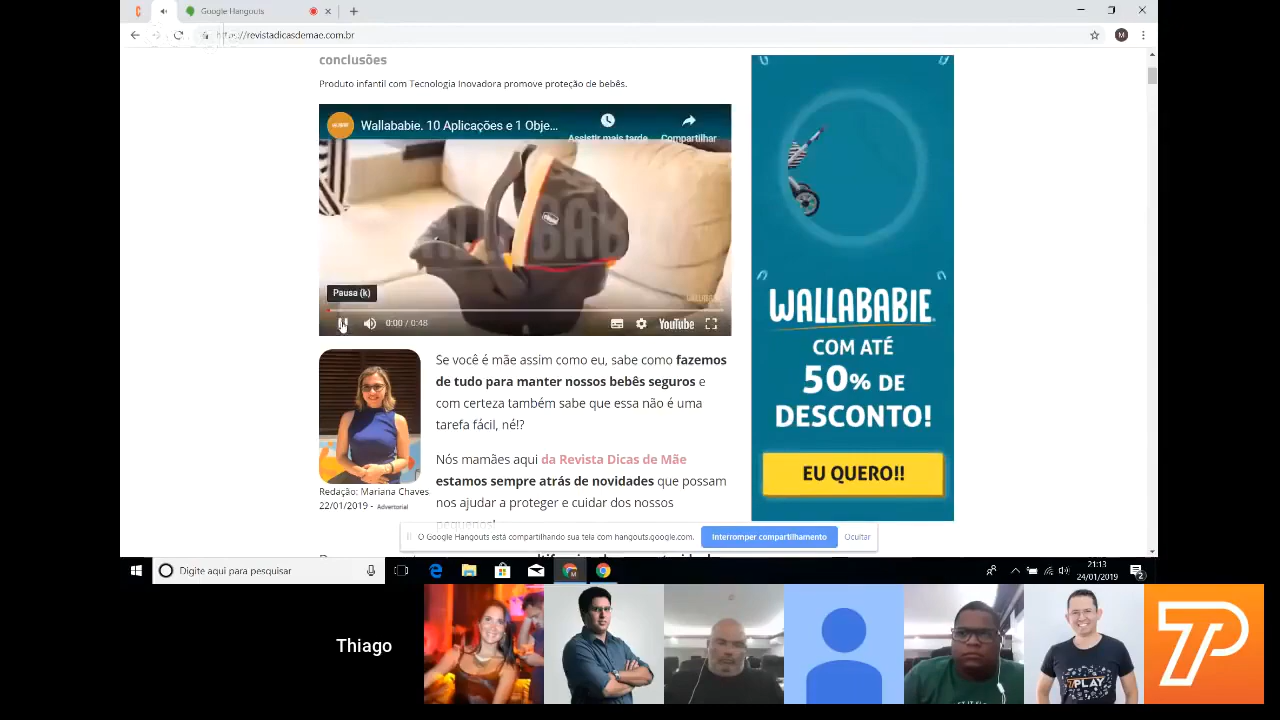 Google Hangouts
https://revistadicasdemae.com.br
M
conclusões
Produto infantil com Tecnologia Inovadora promove proteção de bebês.
Wallababie. 10 Aplicações e 1 Obje...
Assistir mais tarde
Compartilhar
WALLABABIE
Pausa (k)
0:00 / 0:48
YouTube
Se você é mãe assim como eu, sabe como fazemos
de tudo para manter nossos bebês seguros e
com certeza também sabe que essa não é uma
tarefa fácil, né!?
Nós mamães aqui da Revista Dicas de Mãe
estamos sempre atrás de novidades que possam
nos ajudar a proteger e cuidar dos nossos
pequenos!
Redação: Mariana Chaves
22/01/2019 - Advertorial
WALLABABIE
COM ATÉ
50% DE
DESCONTO!
EU QUERO!!
O Google Hangouts está compartilhando sua tela com hangouts.google.com.
Interromper compartilhamento
Ocultar
Digite aqui para pesquisar
21:13
24/01/2019
2
Thiago
7PLAY
7P